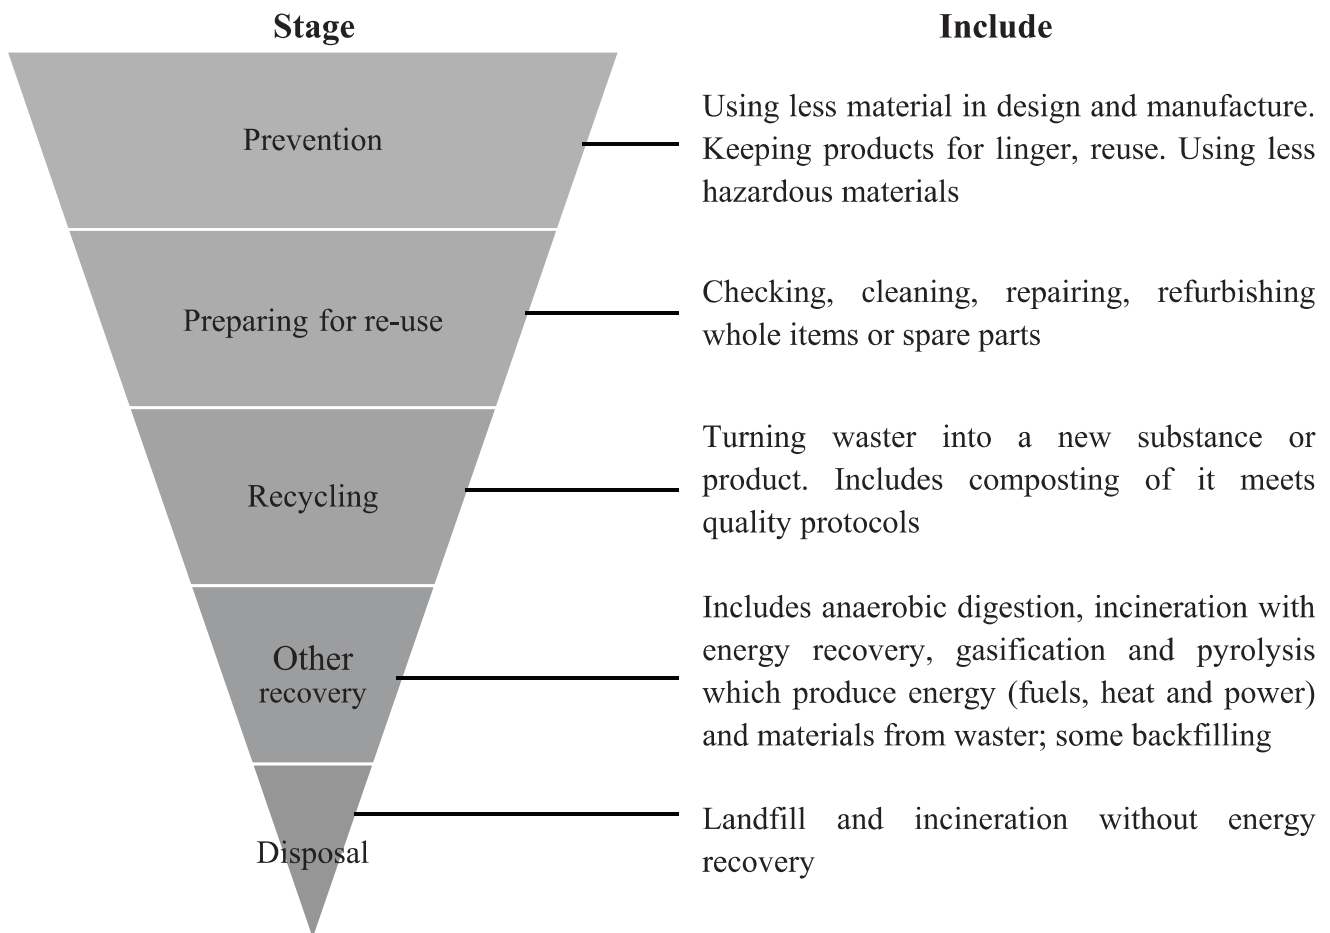 Stage
Include
Prevention
Using less material in design and manufacture.
Keeping products for linger, reuse. Using less
hazardous materials
Preparing for re-use
Checking, cleaning, repairing, refurbishing
whole items or spare parts
Recycling
Turning waster into a new substance or
product. Includes composting of it meets
quality protocols
Other
recovery
Includes anaerobic digestion, incineration with
energy recovery, gasification and pyrolysis
which produce energy (fuels, heat and power)
and materials from waster; some backfilling
Disposal
Landfill and incineration without energy
recovery